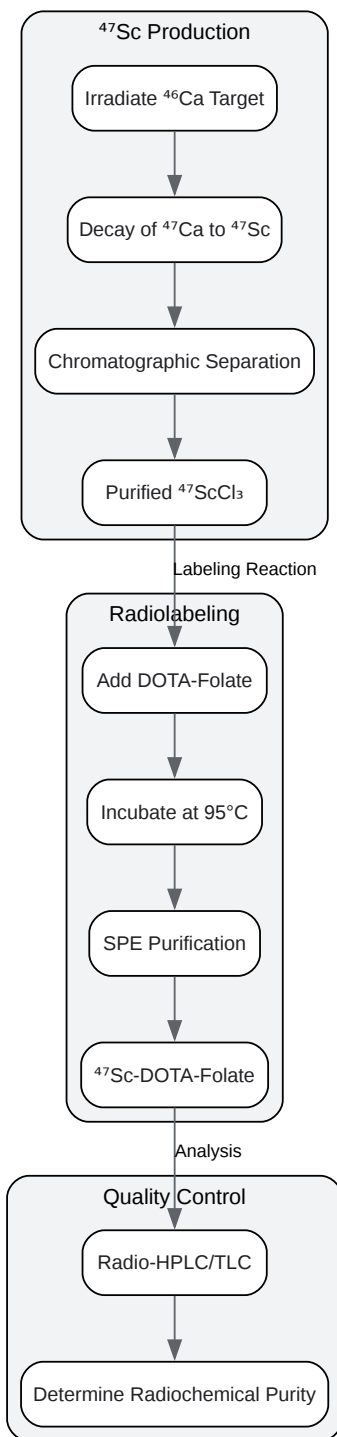 ⁴⁷Sc Production
Irradiate ⁴⁶Ca Target
Decay of ⁴⁷Ca to ⁴⁷Sc
Chromatographic Separation
Purified ⁴⁷ScCl₃
Labeling Reaction
Radiolabeling
Add DOTA-Folate
Incubate at 95°C
SPE Purification
⁴⁷Sc-DOTA-Folate
Analysis
Quality Control
Radio-HPLC/TLC
Determine Radiochemical Purity